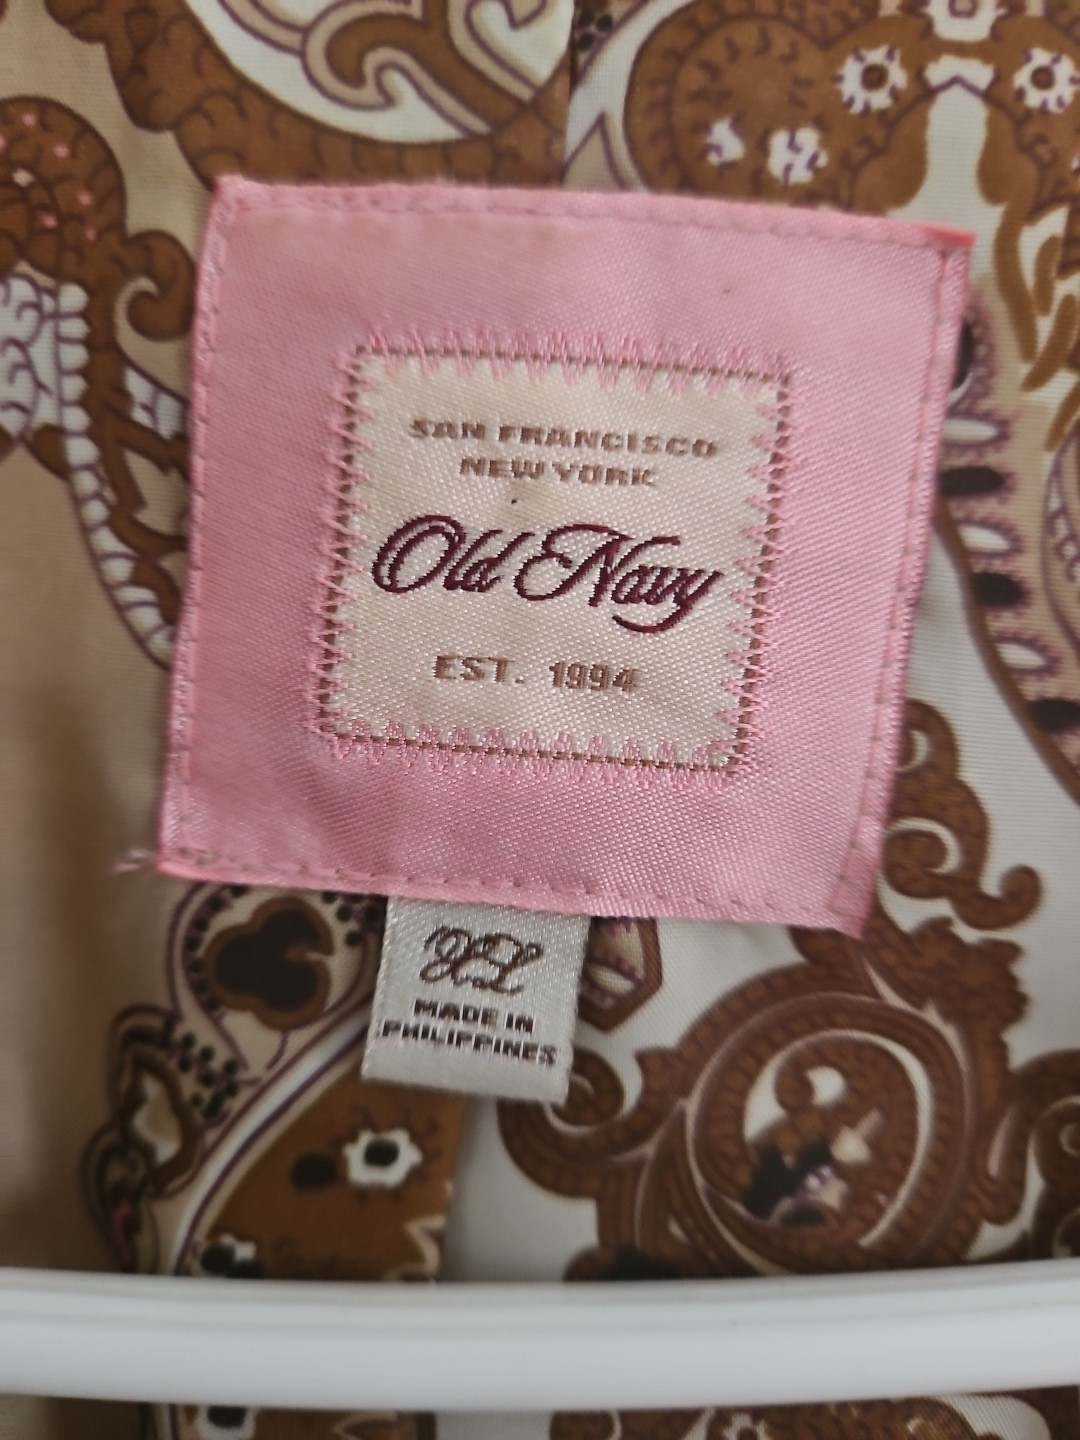 SAN FRANCISCO
NEW YORK
Old Navy
EST. 1994
XL
MADE IN
PHILIPPINES